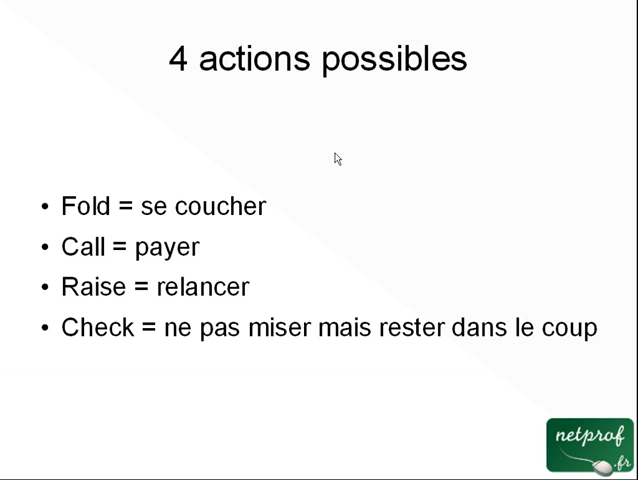 4 actions possibles
• Fold = se coucher
• Call = payer
• Raise = relancer
• Check = ne pas miser mais rester dans le coup
netprof
.fr